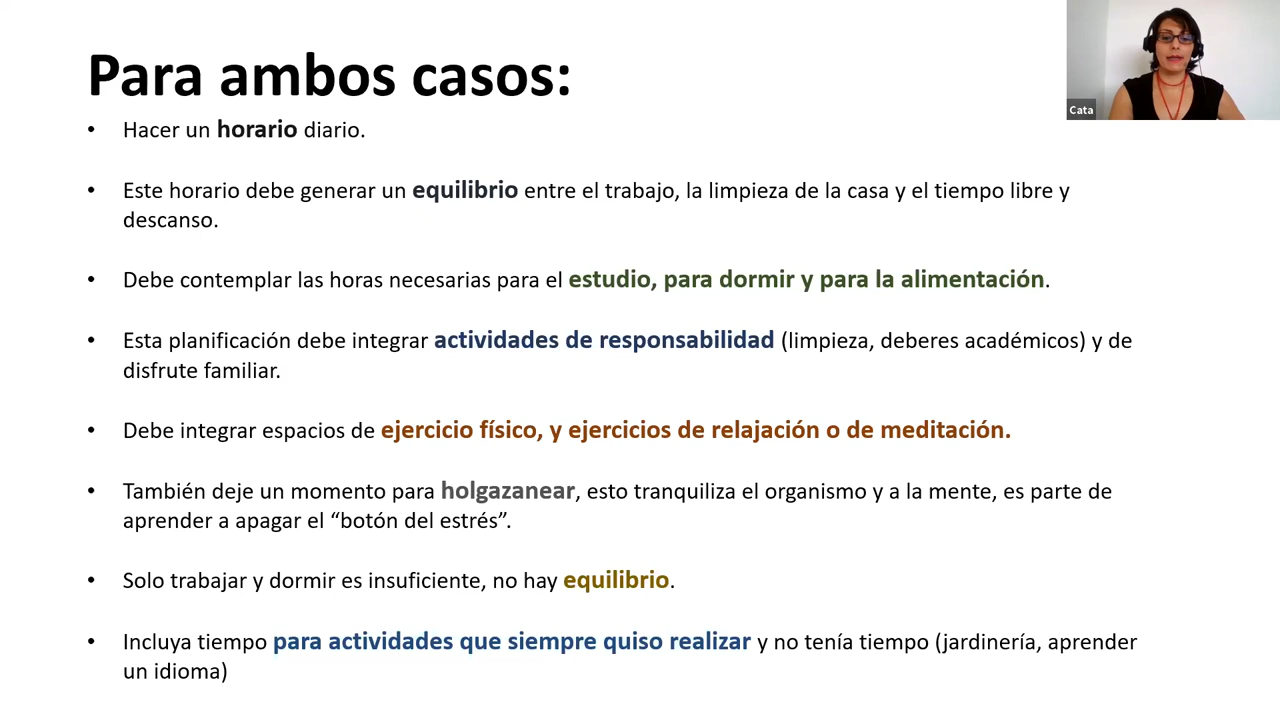 Para ambos casos:
Cata
• Hacer un horario diario.
• Este horario debe generar un equilibrio entre el trabajo, la limpieza de la casa y el tiempo libre y
descanso.
• Debe contemplar las horas necesarias para el estudio, para dormir y para la alimentación.
• Esta planificación debe integrar actividades de responsabilidad (limpieza, deberes académicos) y de
disfrute familiar.
• Debe integrar espacios de ejercicio físico, y ejercicios de relajación o de meditación.
• También deje un momento para holgazanear, esto tranquiliza el organismo y a la mente, es parte de
aprender a apagar el “botón del estrés”.
• Solo trabajar y dormir es insuficiente, no hay equilibrio.
• Incluya tiempo para actividades que siempre quiso realizar y no tenía tiempo (jardinería, aprender
un idioma)